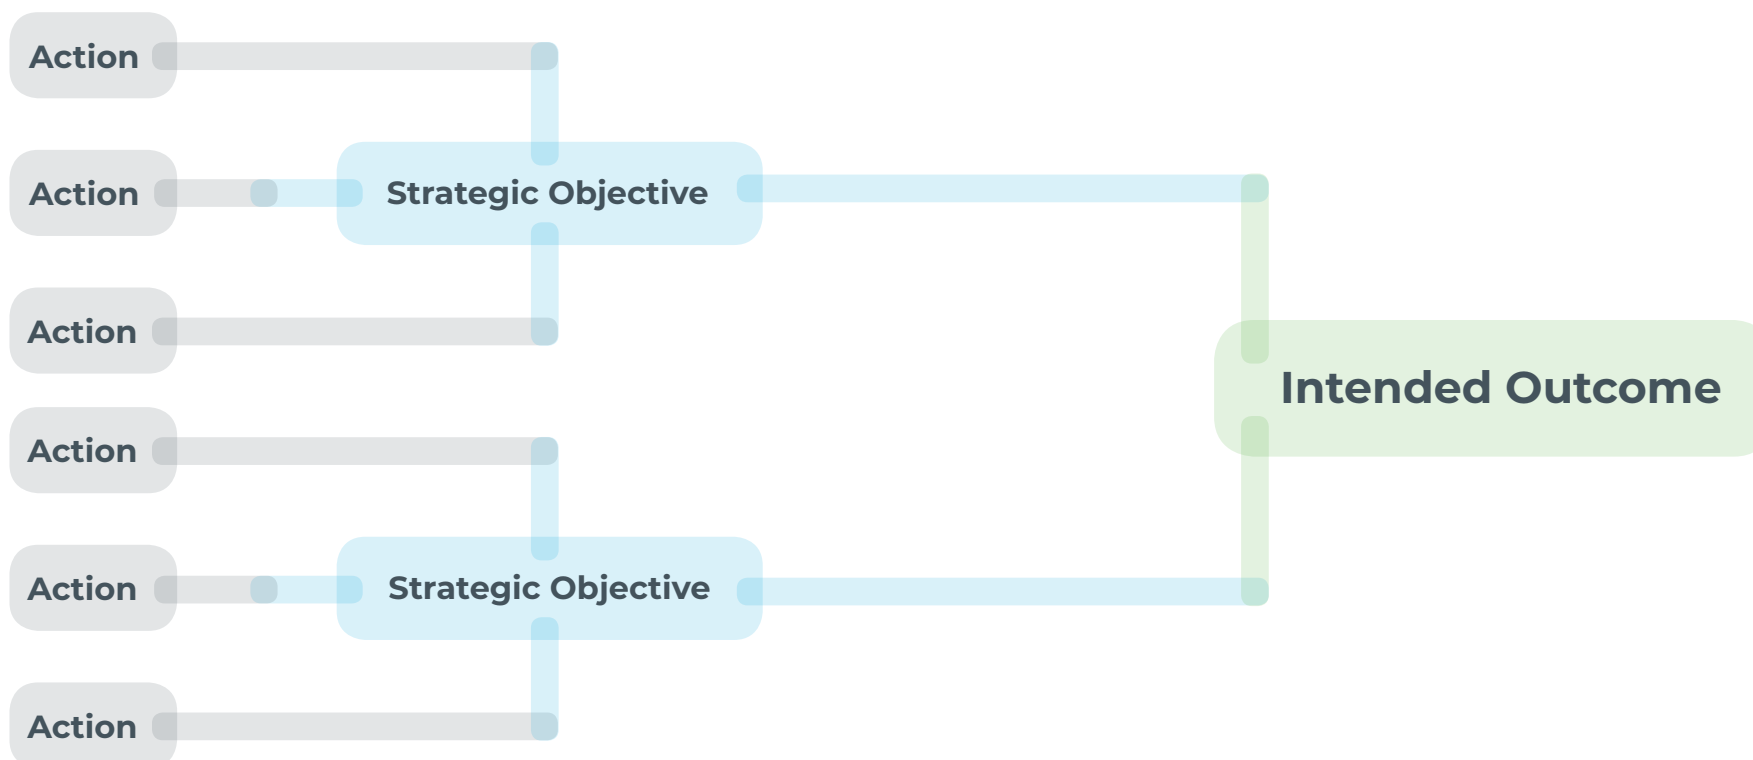 Action
Action
Strategic Objective
Action
Intended Outcome
Action
Action
Strategic Objective
Action